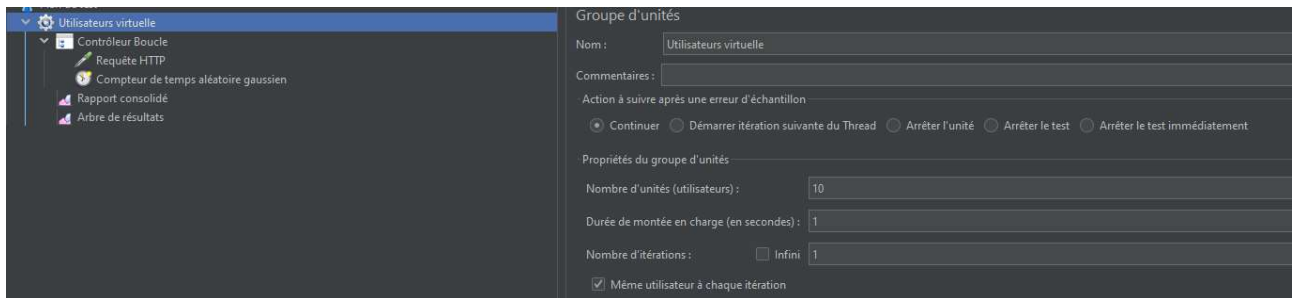 Utilisateurs virtuelle
Contrôleur Boucle
Requête HTTP
Compteur de temps aléatoire gaussien
Rapport consolidé
Arbre de résultats
Groupe d'unités
Nom : Utilisateurs virtuelle
Commentaires :
Action à suivre après une erreur d'échantillon
Continuer Démarrer itération suivante du Thread Arrêter l'unité Arrêter le test Arrêter le test immédiatement
Propriétés du groupe d'unités
Nombre d'unités (utilisateurs) : 10
Durée de montée en charge (en secondes) : 1
Nombre d'itérations : Infini 1
Même utilisateur à chaque itération